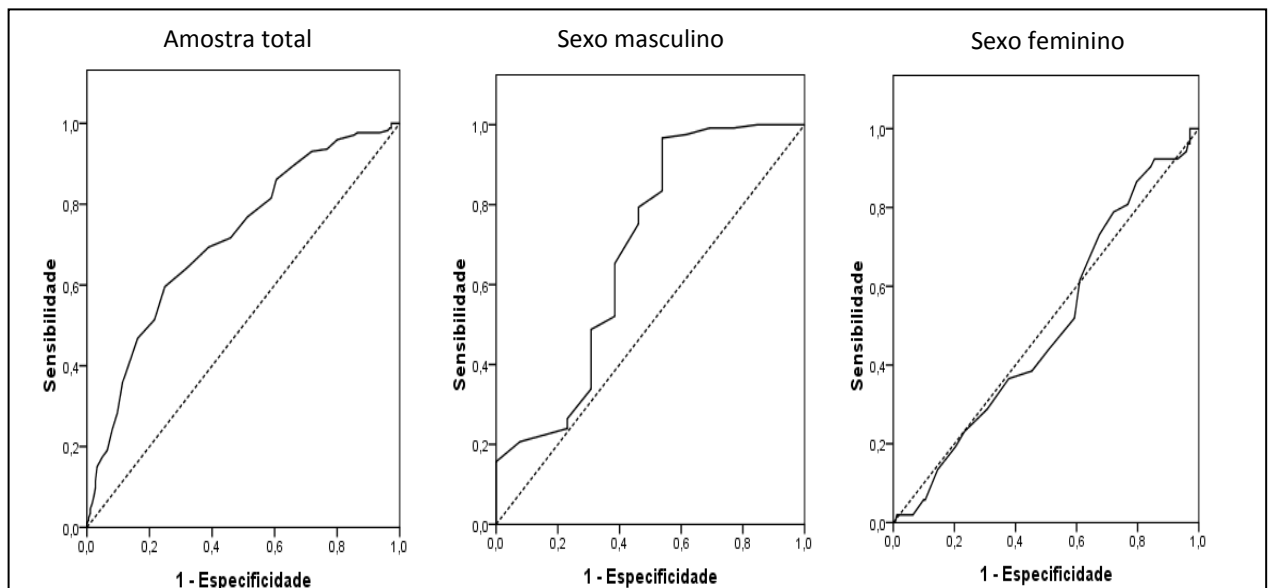 Amostra total
Sexo masculino
Sexo feminino
Sensibilidade
1,0
0,8
0,6
0,4
0,2
0,0
0,0 0,2 0,4 0,6 0,8 1,0
1 - Especificidade
Sensibilidade
1,0
0,8
0,6
0,4
0,2
0,0
0,0 0,2 0,4 0,6 0,8 1,0
1 - Especificidade
Sensibilidade
1,0
0,8
0,6
0,4
0,2
0,0
0,0 0,2 0,4 0,6 0,8 1,0
1 - Especificidade